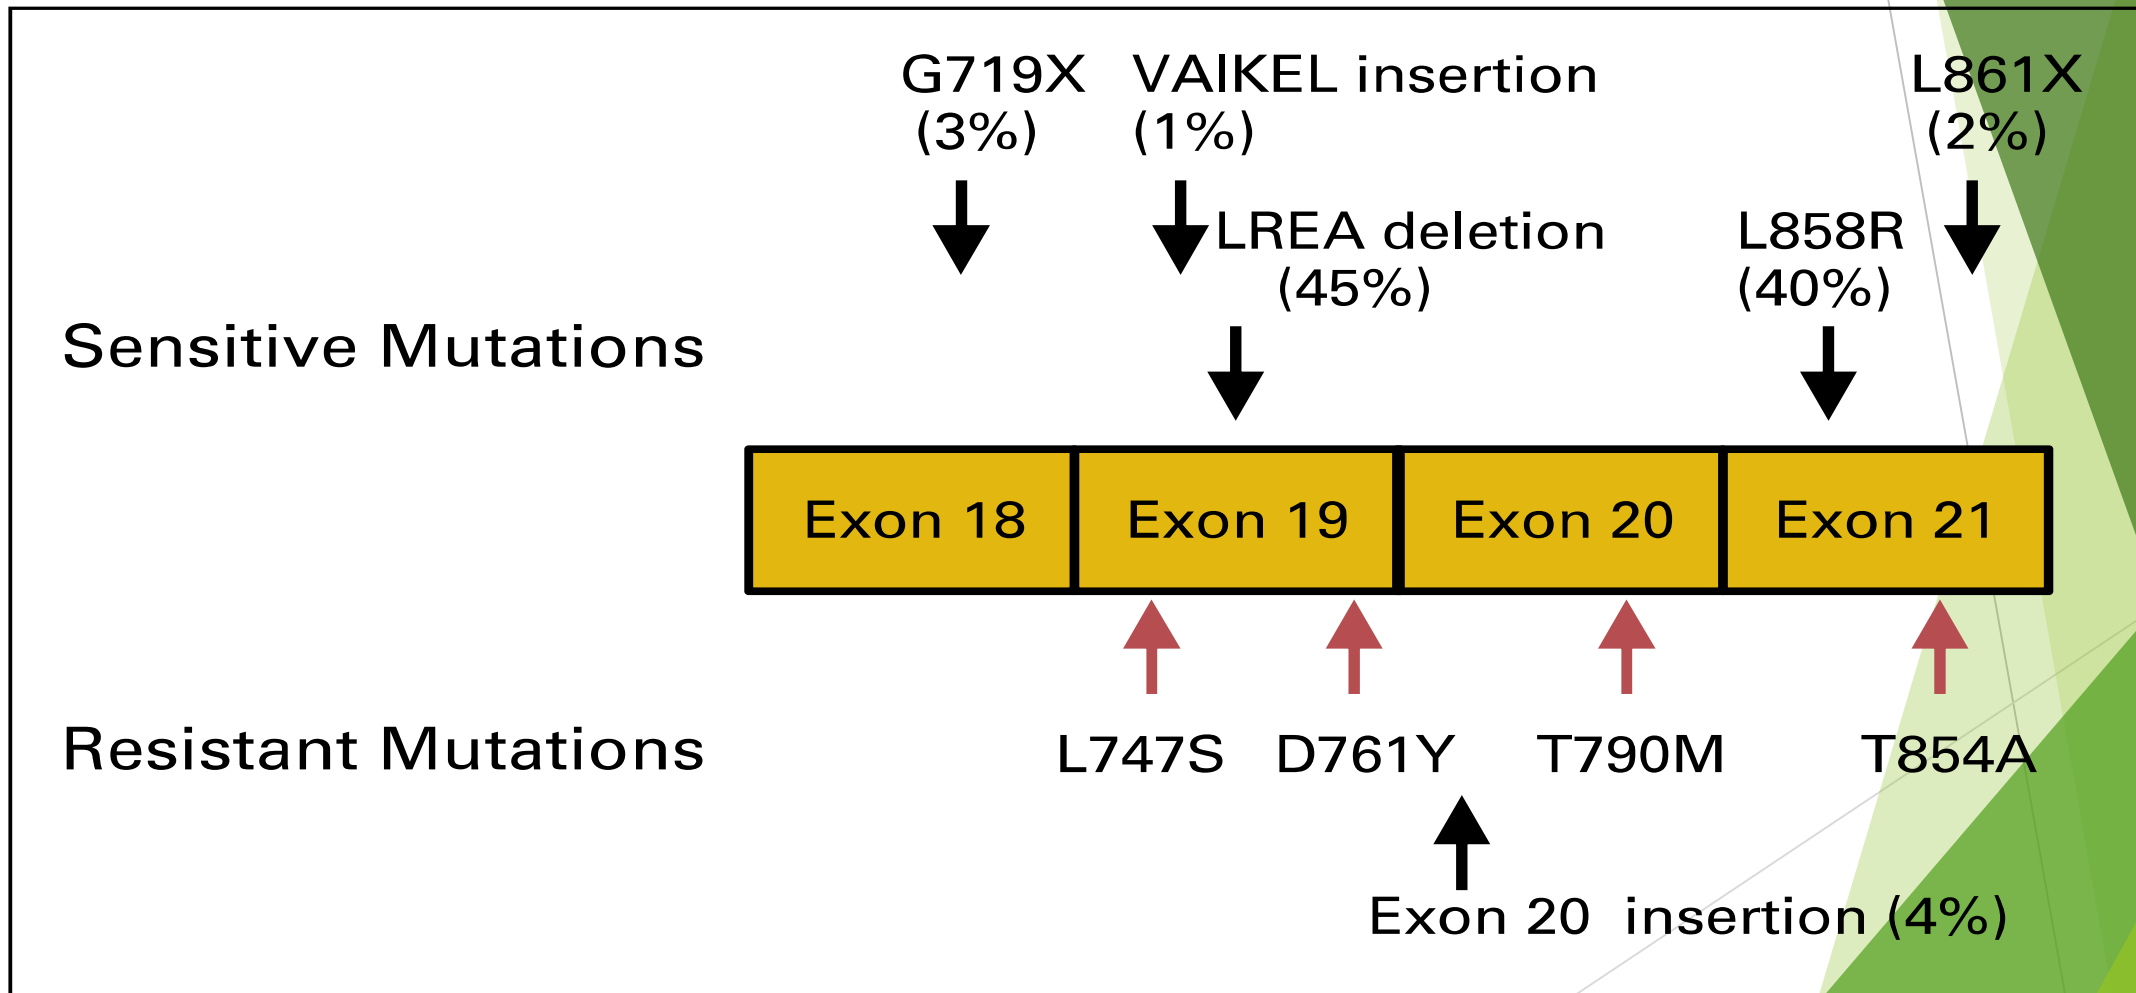 G719X VAIKEL insertion L861X
(3%) (1%) (2%)
LREA deletion L858R
(45%) (40%)
Sensitive Mutations
Exon 18 Exon 19 Exon 20 Exon 21
Resistant Mutations L747S D761Y T790M T854A
Exon 20 insertion (4%)